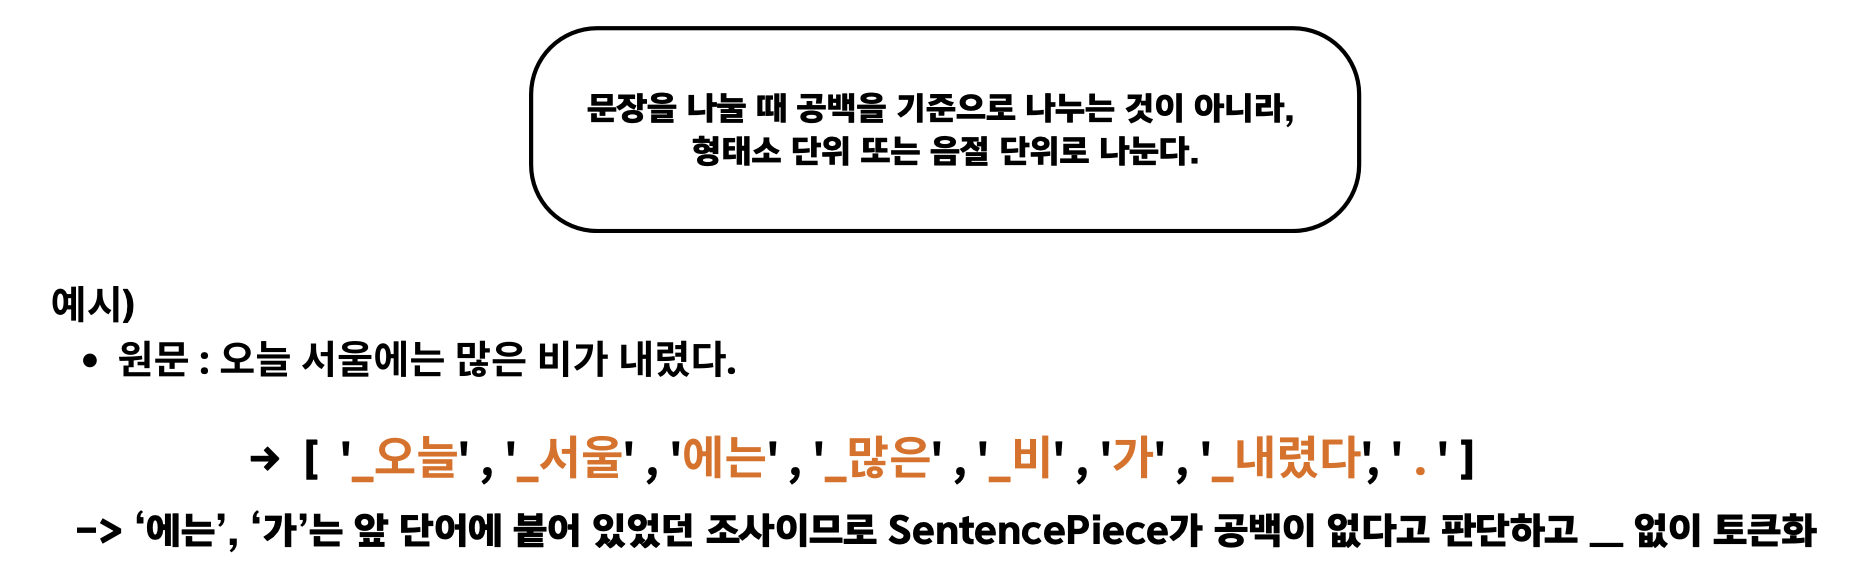 문장을 나눌 때 공백을 기준으로 나누는 것이 아니라,
형태소 단위 또는 음절 단위로 나눈다.
예시)
• 원문 : 오늘 서울에는 많은 비가 내렸다.
→ [ '_오늘' , '_서울' , '에는' , '_많은' , '_비' , '가' , '_내렸다', ' . ' ]
-> ‘에는’, ‘가’는 앞 단어에 붙어 있었던 조사이므로 SentencePiece가 공백이 없다고 판단하고 __ 없이 토큰화